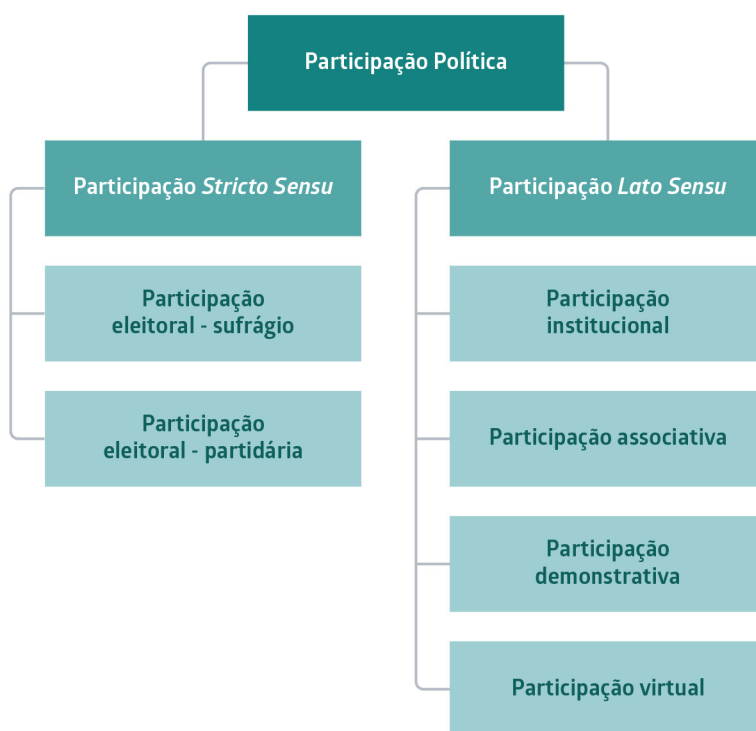 Participação Política
Participação Stricto Sensu
Participação
eleitoral - sufrágio
Participação
eleitoral - partidária
Participação Lato Sensu
Participação
institucional
Participação associativa
Participação
demonstrativa
Participação virtual